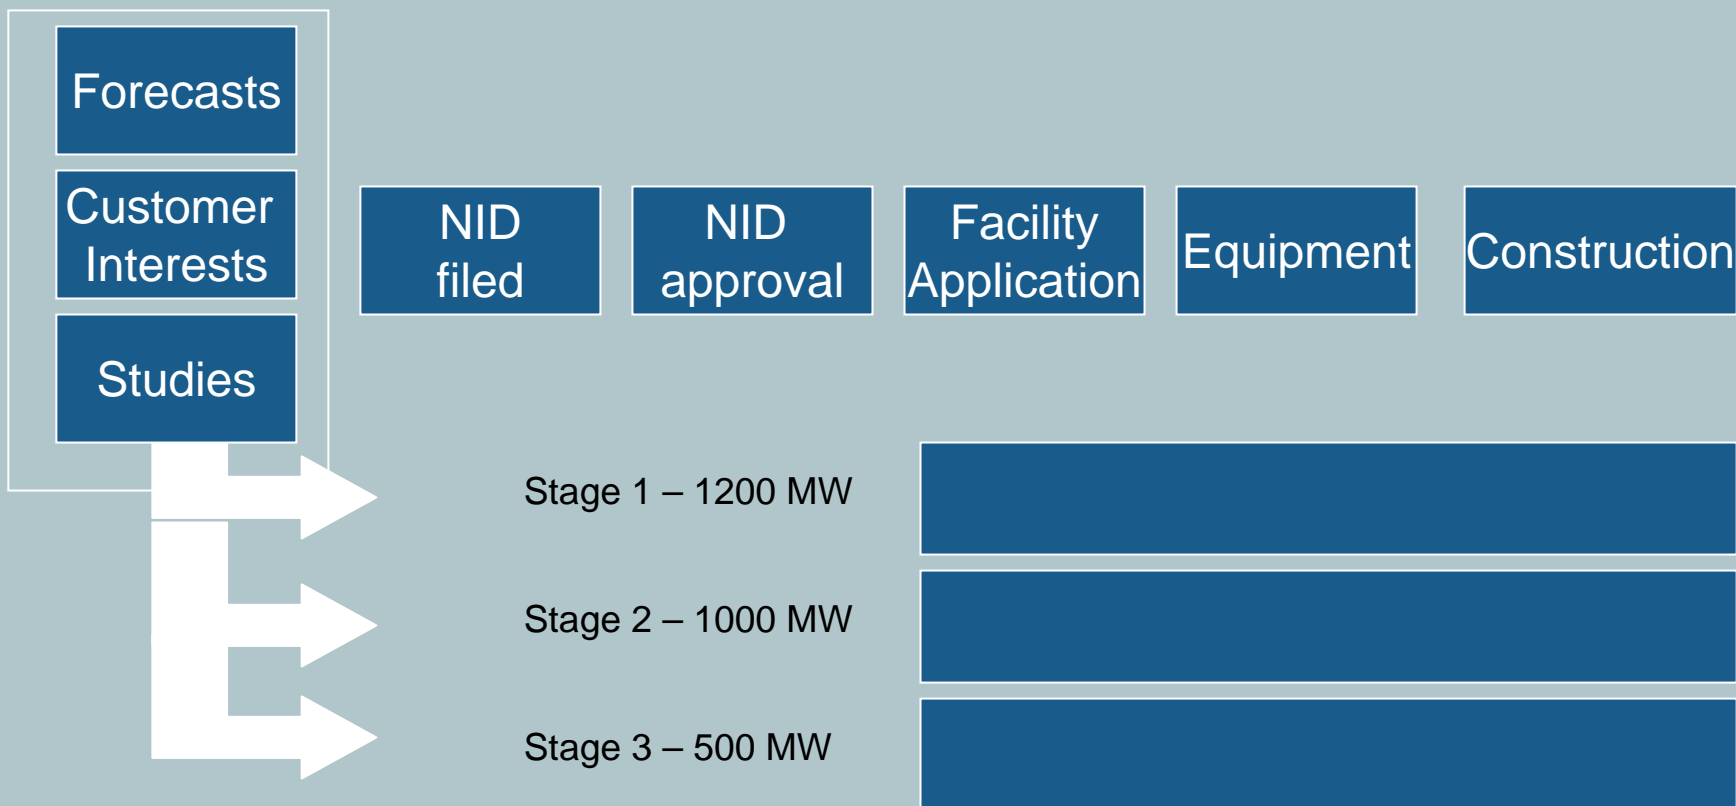 Forecasts
Customer
Interests
Studies
NID
filed
NID
approval
Facility
Application
Equipment
Construction
Stage 1 – 1200 MW
Stage 2 – 1000 MW
Stage 3 – 500 MW